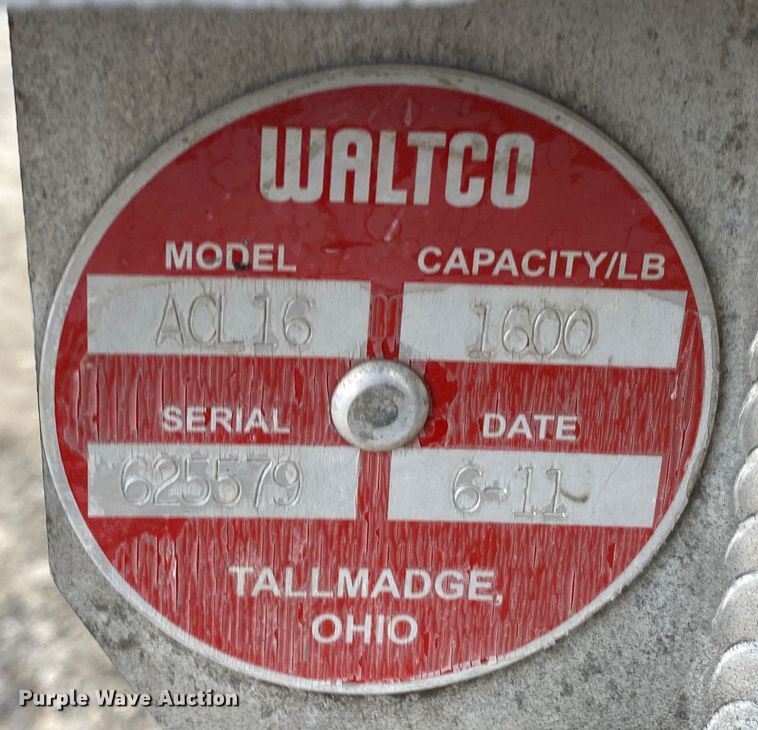 WALTCO
MODEL CAPACITY/LB
ACL16 1600
SERIAL DATE
625579 6-11
TALLMADGE,
OHIO
Purple Wave Auction